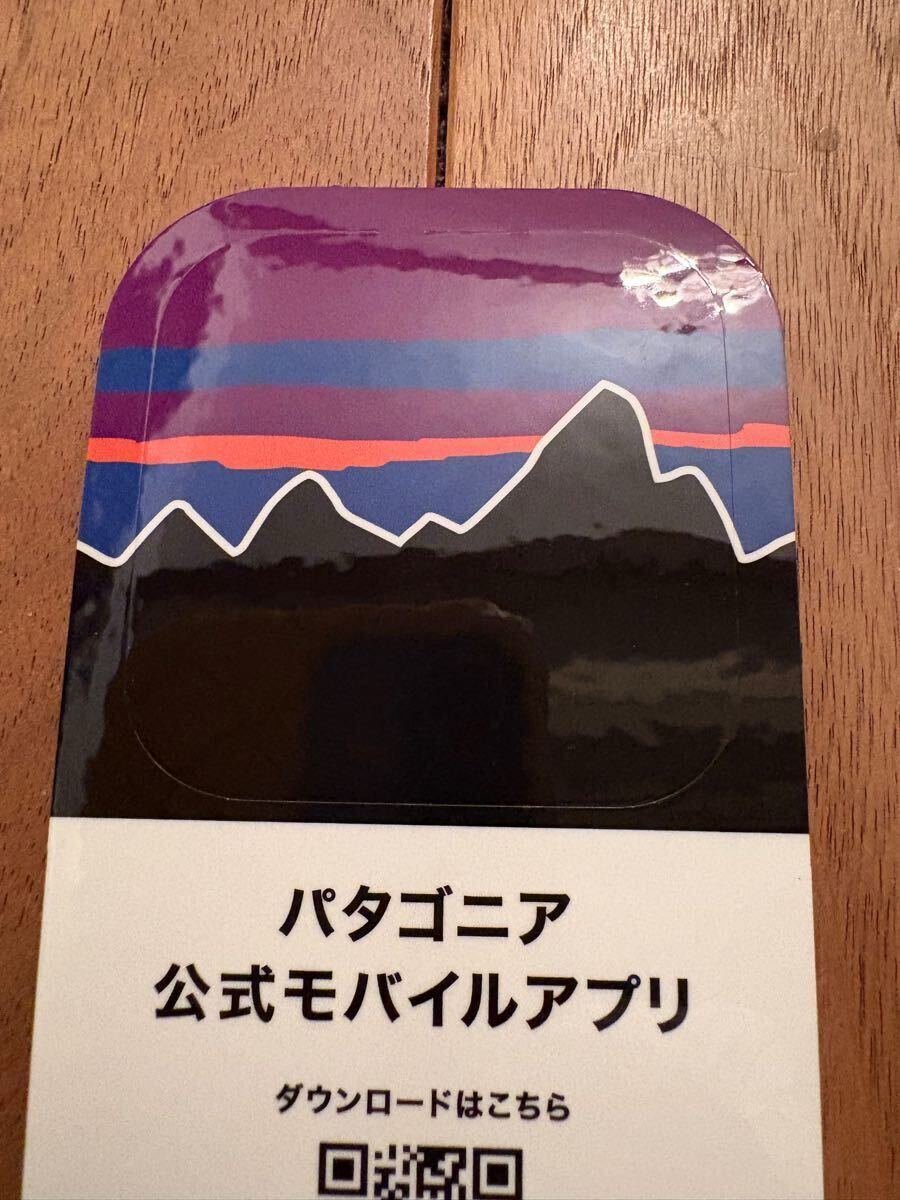 パタゴニア
公式モバイルアプリ
ダウンロードはこちら